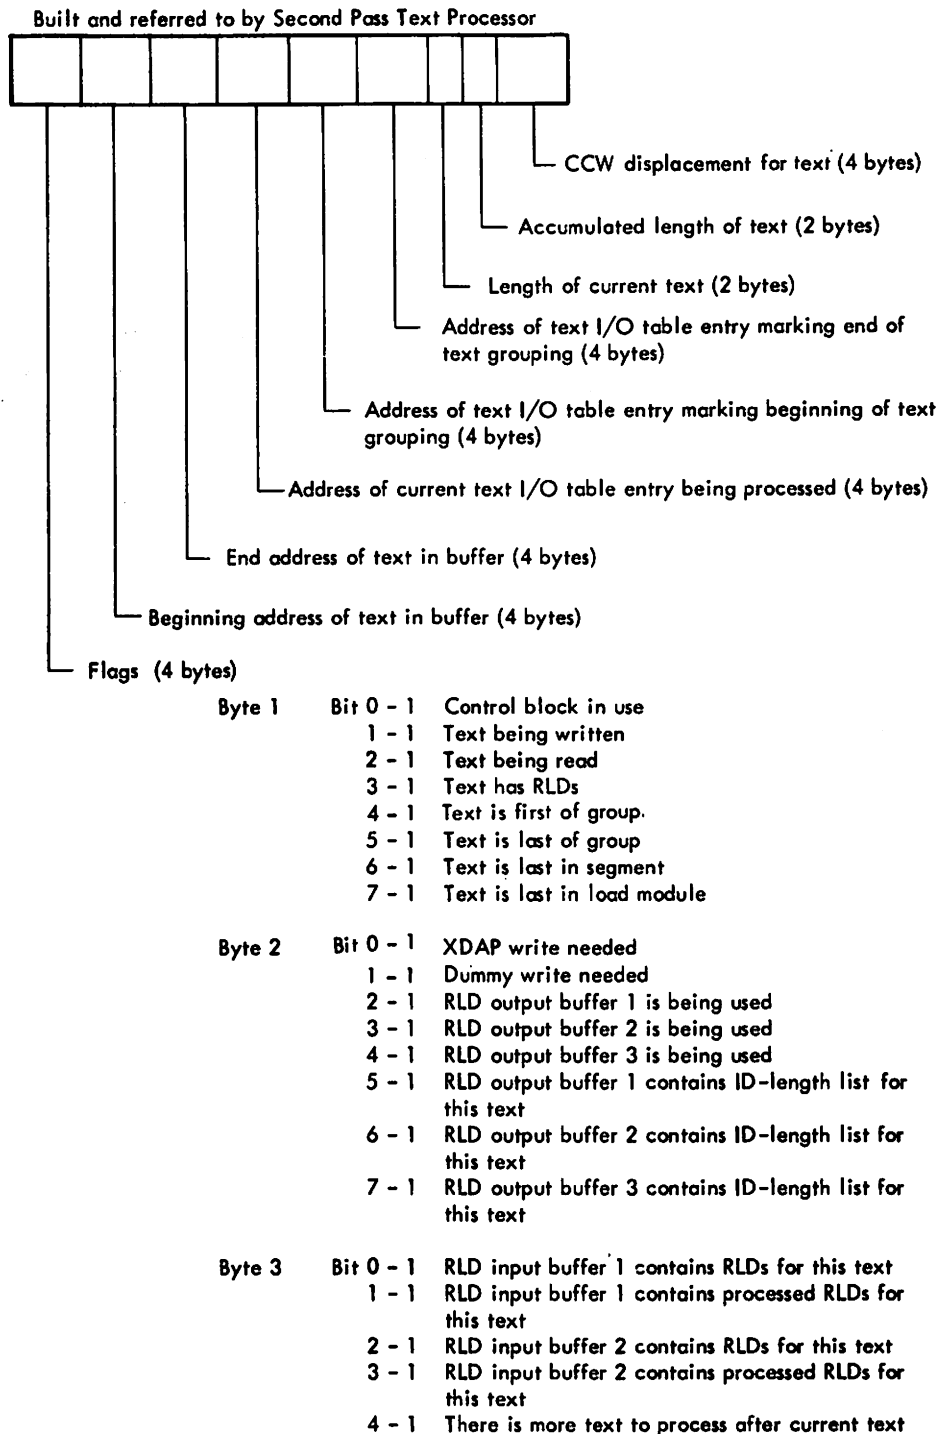 Built and referred to by Second Pass Text Processor
CCW displacement for text (4 bytes)
Accumulated length of text (2 bytes)
Length of current text (2 bytes)
Address of text I/O table entry marking end of
text grouping (4 bytes)
Address of text I/O table entry marking beginning of text
grouping (4 bytes)
Address of current text I/O table entry being processed (4 bytes)
End address of text in buffer (4 bytes)
Beginning address of text in buffer (4 bytes)
Flags (4 bytes)
Byte 1 Bit 0 - 1 Control block in use
1 - 1 Text being written
2 - 1 Text being read
3 - 1 Text has RLDs
4 - 1 Text is first of group.
5 - 1 Text is last of group
6 - 1 Text is last in segment
7 - 1 Text is last in load module
Byte 2 Bit 0 - 1 XDAP write needed
1 - 1 Dummy write needed
2 - 1 RLD output buffer 1 is being used
3 - 1 RLD output buffer 2 is being used
4 - 1 RLD output buffer 3 is being used
5 - 1 RLD output buffer 1 contains ID-length list for
this text
6 - 1 RLD output buffer 2 contains ID-length list for
this text
7 - 1 RLD output buffer 3 contains ID-length list for
this text
Byte 3 Bit 0 - 1 RLD input buffer 1 contains RLDs for this text
1 - 1 RLD input buffer 1 contains processed RLDs for
this text
2 - 1 RLD input buffer 2 contains RLDs for this text
3 - 1 RLD input buffer 2 contains processed RLDs for
this text
4 - 1 There is more text to process after current text